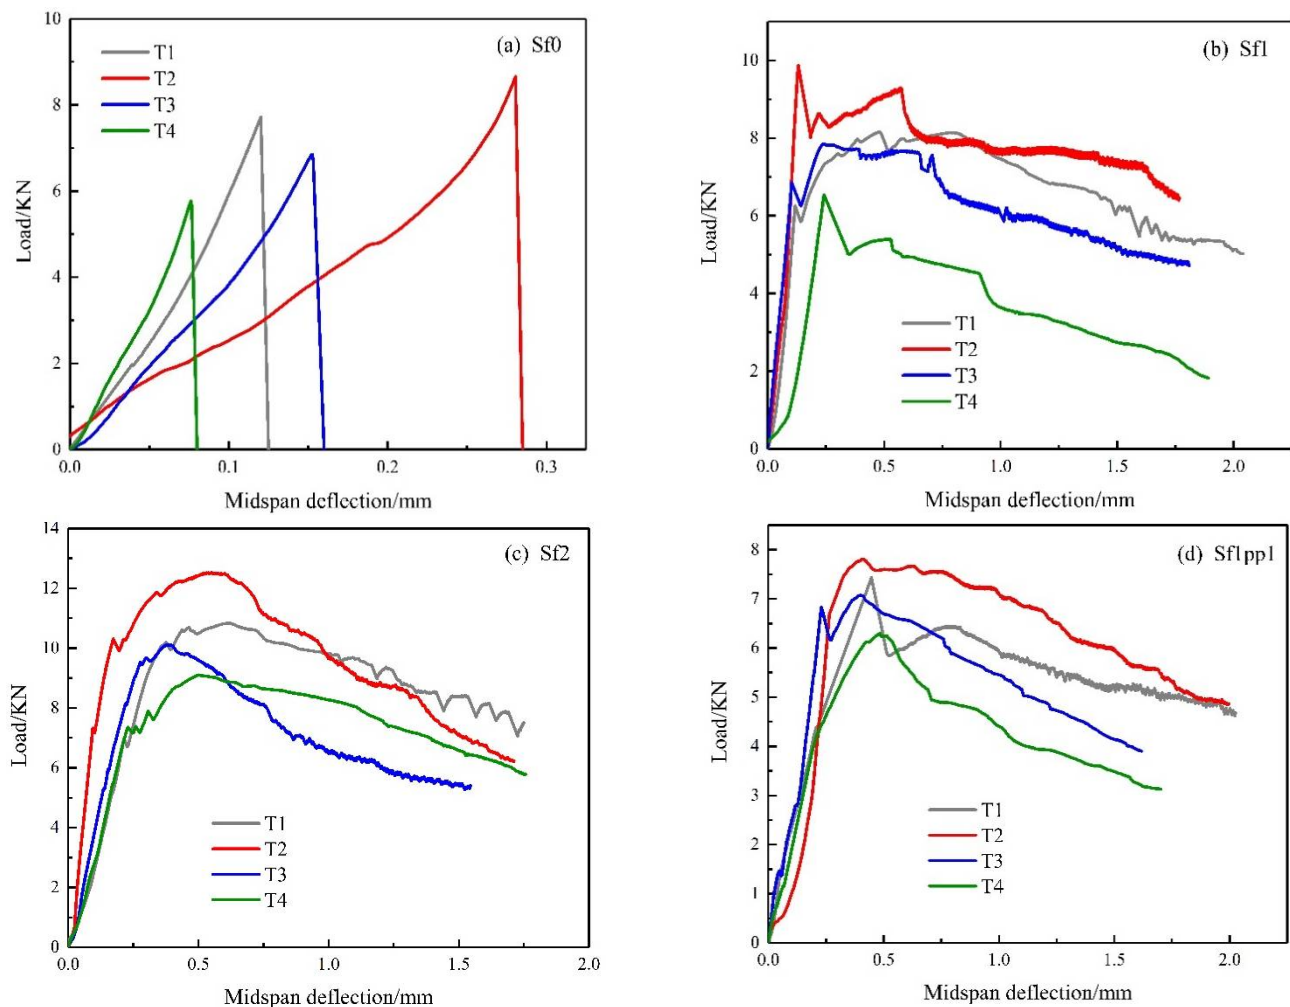 10
(a) Sf0
T1
T2
T3
T4
8
6
4
2
0
Load/KN
0.0
0.1
0.2
0.3
Midspan deflection/mm
(b) Sf1
10
8
6
4
2
0
Load/KN
T1
T2
T3
T4
0.0
0.5
1.0
1.5
2.0
Midspan deflection/mm
14
(c) Sf2
12
10
8
6
4
2
0
Load/KN
T1
T2
T3
T4
0.0
0.5
1.0
1.5
2.0
Midspan deflection/mm
8
(d) Sf1pp1
7
6
5
4
3
2
1
0
Load/KN
T1
T2
T3
T4
0.0
0.5
1.0
1.5
2.0
Midspan deflection/mm